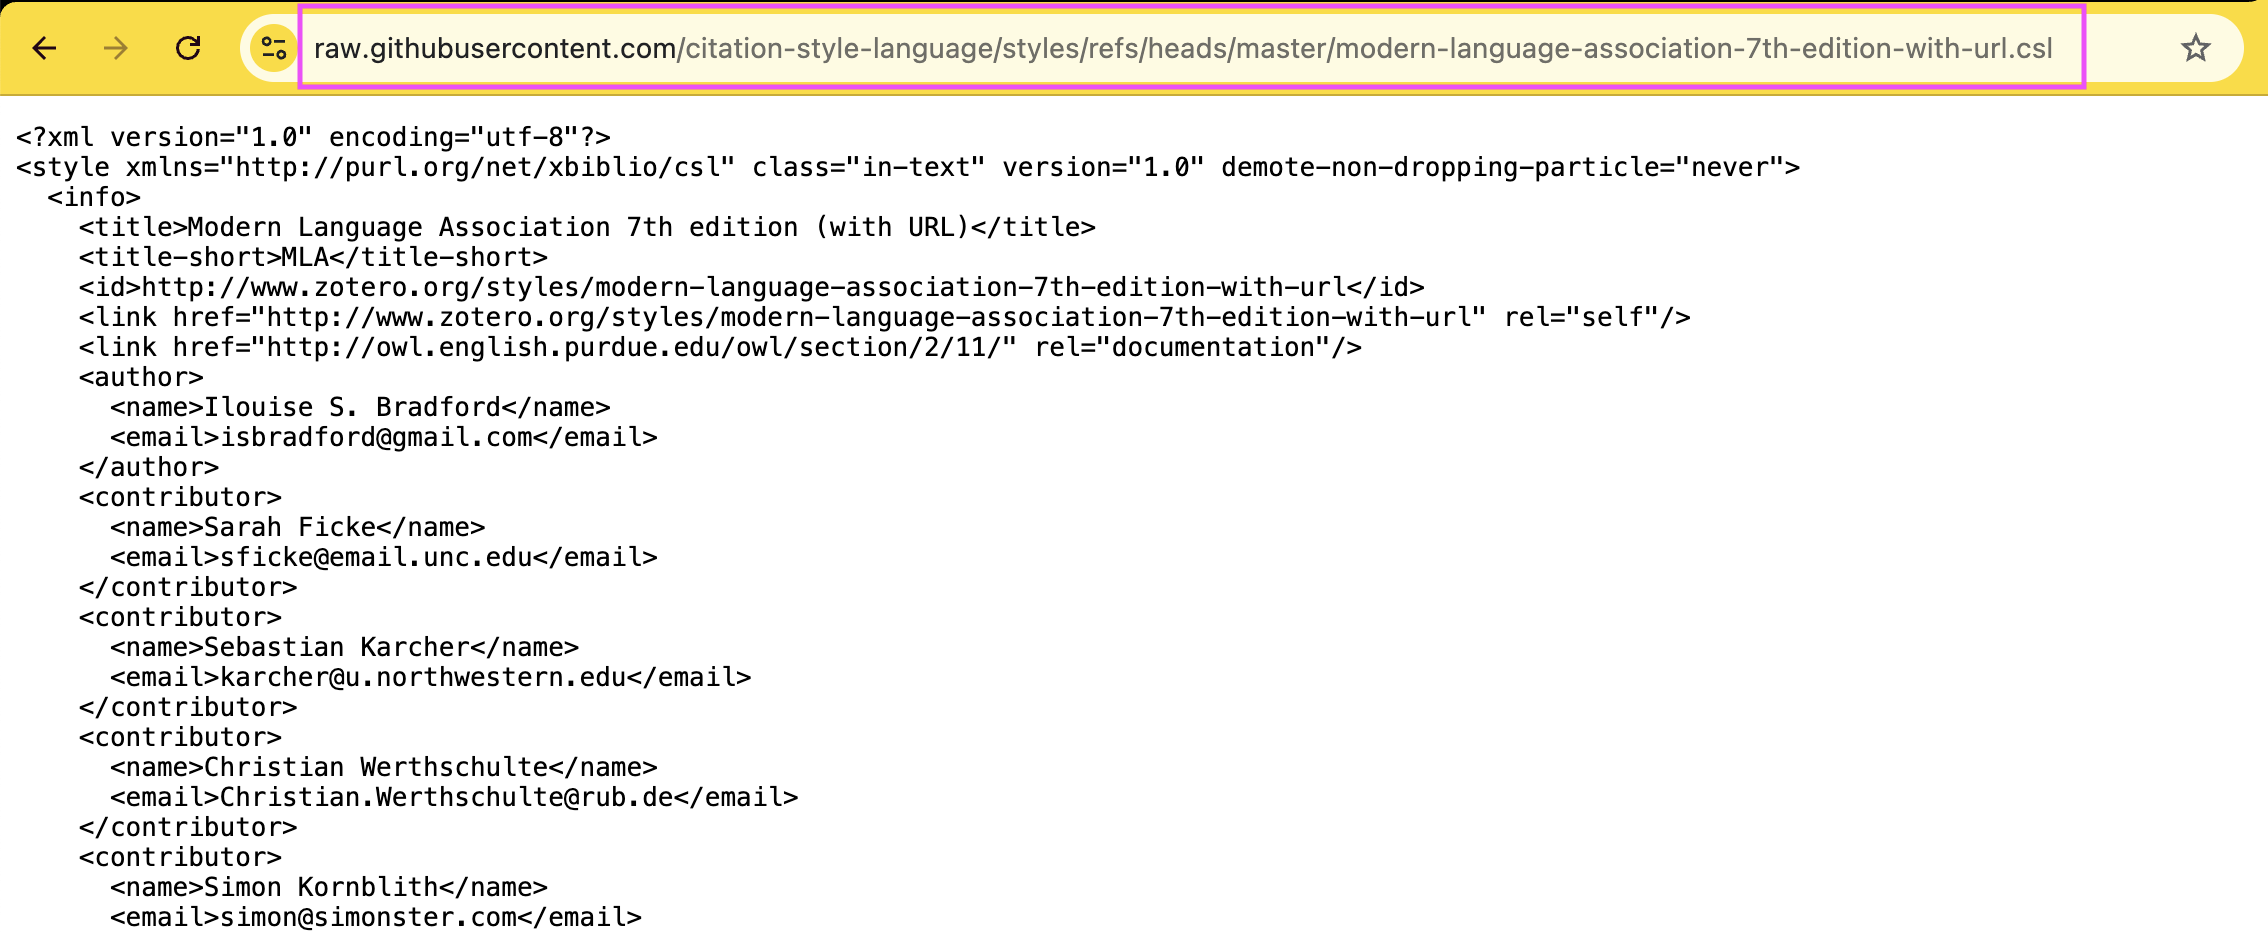 raw.githubusercontent.com/citation-style-language/styles/refs/heads/master/modern-language-association-7th-edition-with-url.csl
<?xml version="1.0" encoding="utf-8"?>
<style xmlns="http://purl.org/net/xbiblio/csl" class="in-text" version="1.0" demote-non-dropping-particle="never">
  <info>
    <title>Modern Language Association 7th edition (with URL)</title>
    <title-short>MLA</title-short>
    <id>http://www.zotero.org/styles/modern-language-association-7th-edition-with-url</id>
    <link href="http://www.zotero.org/styles/modern-language-association-7th-edition-with-url" rel="self"/>
    <link href="http://owl.english.purdue.edu/owl/section/2/11/" rel="documentation"/>
    <author>
      <name>Ilouise S. Bradford</name>
      <email>isbradford@gmail.com</email>
    </author>
    <contributor>
      <name>Sarah Ficke</name>
      <email>sficke@email.unc.edu</email>
    </contributor>
    <contributor>
      <name>Sebastian Karcher</name>
      <email>karcher@u.northwestern.edu</email>
    </contributor>
    <contributor>
      <name>Christian Werthschulte</name>
      <email>Christian.Werthschulte@rub.de</email>
    </contributor>
    <contributor>
      <name>Simon Kornblith</name>
      <email>simon@simonster.com</email>